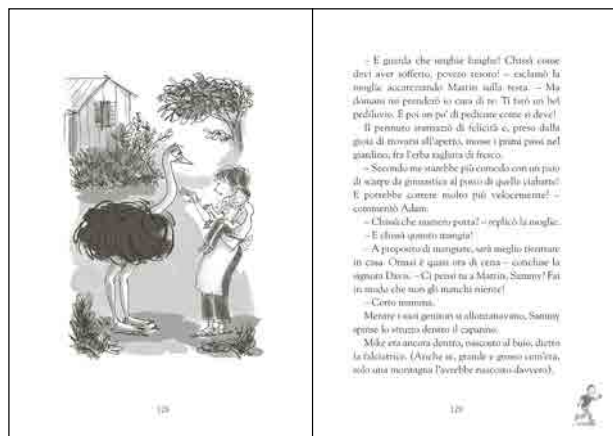 128
– E guarda che unghie lunghe! Chissà come
devi aver sofferto, povero tesoro! – esclamò la
moglie accarezzando Martin sulla testa. – Ma
domani me prenderò io cura di te. Ti farò un bel
pediluvio. E poi un po' di pedicure come si deve!
Il pennuto starnazzò di felicità e, preso dalla
gioia di trovarsi all'aperto, mosse i primi passi nel
giardino, fra l'erba tagliata di fresco.
– Secondo me starebbe più comodo con un paio
di scarpe da ginnastica al posto di quelle ciabatte!
E potrebbe correre molto più velocemente! –
commentò Adam.
– Chissà che numero porta? – replicò la moglie.
– E chissà quanto mangia!
– A proposito di mangiare, sarà meglio rientrare
in casa. Ormai è quasi ora di cena – concluse la
signora Davis. – Ci pensi tu a Martin, Sammy? Fai
in modo che non gli manchi niente!
– Certo mamma.
Mentre i suoi genitori si allontanavano, Sammy
spinse lo struzzo dentro il capanno.
Mike era ancora dentro, nascosto al buio, dietro
la falciatrice. (Anche se, grande e grosso com'era,
solo una montagna l'avrebbe nascosto davvero).
129